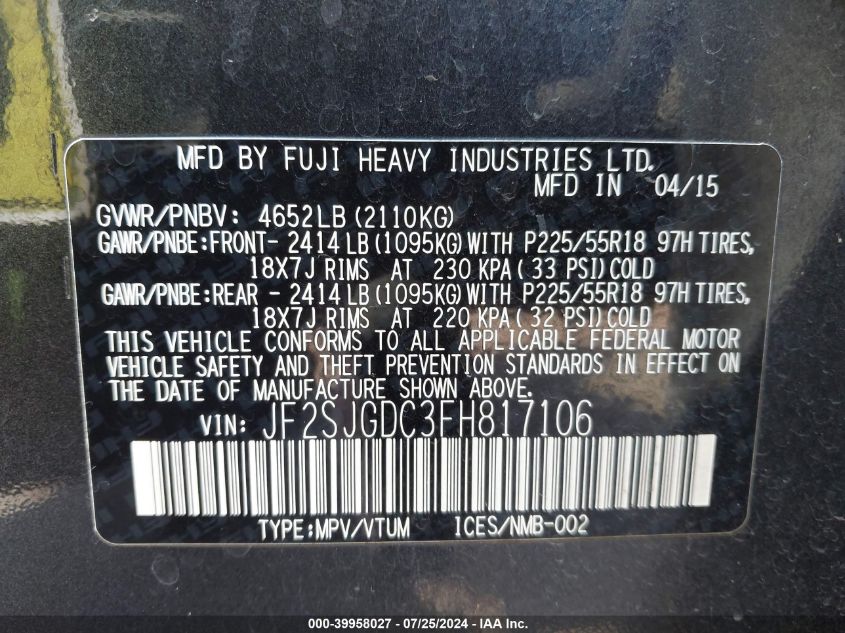 MFD BY FUJI HEAVY INDUSTRIES LTD.
MFD IN 04/15
GVWR/PNBV: 4652LB (2110KG)
GAWR/PNBE: FRONT- 2414 LB (1095KG) WITH P225/55R18 97H TIRES,
18X7J RIMS AT 230 KPA ( 33 PSI) COLD
GAWR/PNBE: REAR - 2414 LB (1095KG) WITH P225/55R18 97H TIRES,
18X7J RIMS AT 220 KPA ( 32 PSI) COLD
THIS VEHICLE CONFORMS TO ALL APPLICABLE FEDERAL MOTOR
VEHICLE SAFETY AND THEFT PREVENTION STANDARDS IN EFFECT ON
THE DATE OF MANUFACTURE SHOWN ABOVE.
VIN: JF2SJGDC3FH817106
TYPE: MPV/VTUM ICES/NMB-002
000-39958027 - 07/25/2024 - IAA Inc.